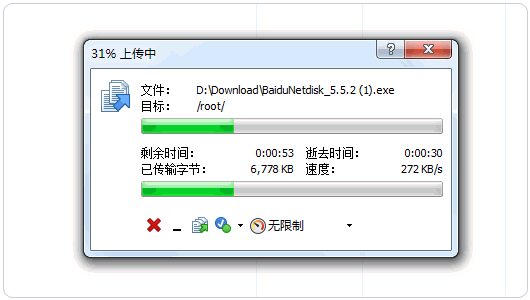 31% 上传中
文件: D:\Download\BaiduNetdisk_5.5.2 (1).exe
目标: /root/
剩余时间: 0:00:53 逝去时间: 0:00:30
已传输字节: 6,778 KB 速度: 272 KB/s
无限制